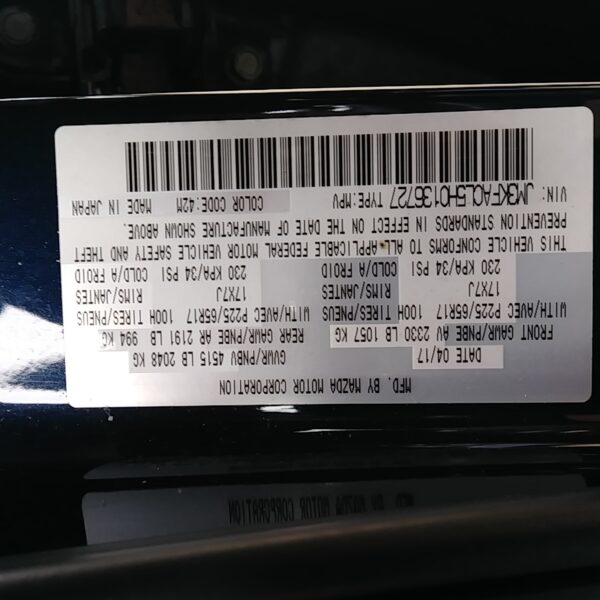 MFD. BY MAZDA MOTOR CORPORATION
DATE 04/17 GVWR/PNBV 4515 LB 2048 KG
FRONT GAWR/PNBE AV 2330 LB 1057 KG REAR GAWR/PNBE AR 2191 LB 994 KG
WITH/AVEC P225/65R17 100H TIRES/PNEUS WITH/AVEC P225/65R17 100H TIRES/PNEUS
17X7J RIMS/JANTES 17X7J RIMS/JANTES
230 KPA/34 PSI COLD/A FROID 230 KPA/34 PSI COLD/A FROID
THIS VEHICLE CONFORMS TO ALL APPLICABLE FEDERAL MOTOR VEHICLE SAFETY AND THEFT
PREVENTION STANDARDS IN EFFECT ON THE DATE OF MANUFACTURE SHOWN ABOVE.
VIN: JM3KFACL5H0136727 TYPE:MPV COLOR CODE:42M MADE IN JAPAN
MFD. BY MAZDA MOTOR CORPORATION